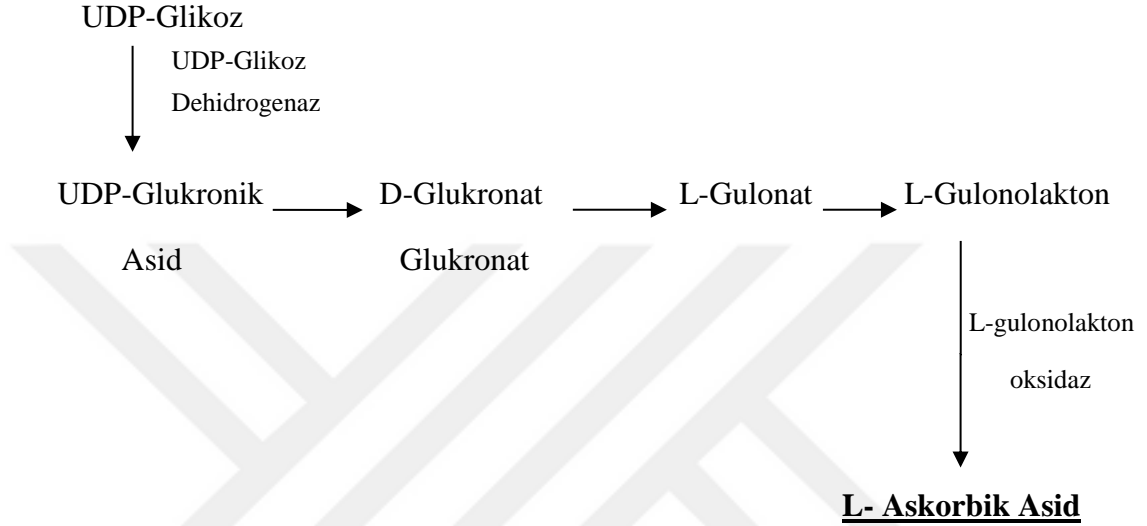 UDP-Glikoz
UDP-Glikoz
Dehidrogenaz
UDP-Glukronik D-Glukronat L-Gulonat L-Gulonolakton
Asid Glukronat
L-gulonolakton
oksidaz
L- Askorbik Asid